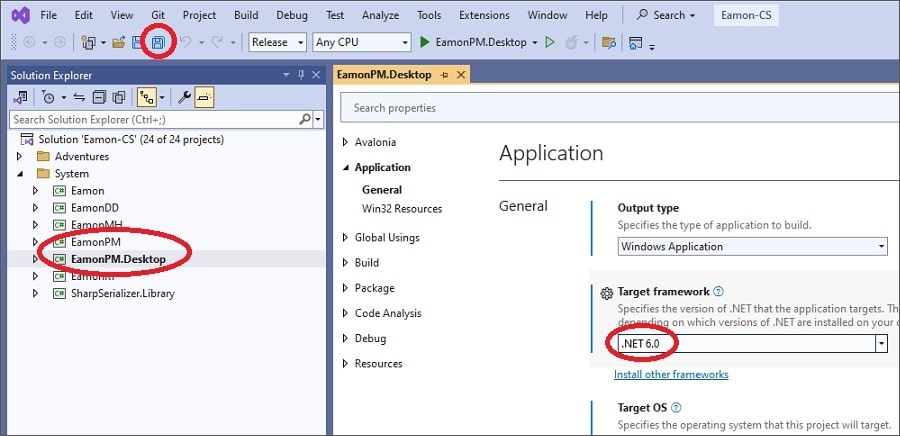 File Edit View Git Project Build Debug Test Analyze Tools Extensions Window Help Search Eamon-CS
Release Any CPU EamonPM.Desktop
Solution Explorer
Search Solution Explorer (Ctrl+;)
Solution 'Eamon-CS' (24 of 24 projects)
Adventures
System
Eamon
EamonDD
EamonMH
EamonPM
EamonPM.Desktop
SharpSerializer.Library
EamonPM.Desktop
Search properties
Avalonia
Application
General
Win32 Resources
Global Usings
Build
Package
Code Analysis
Debug
Resources
Application
General
Output type
Specifies the type of application to build.
Windows Application
Target framework
Specifies the version of .NET that the application targets. Th
depending on which versions of .NET are installed on your c
.NET 6.0
Install other frameworks
Target OS
Specifies the operating system that this project will target.